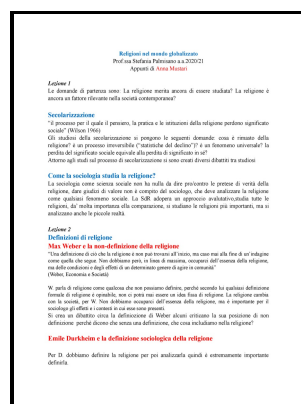 Religioni nel mondo globalizzato
Prof.ssa Stefania Palmisano a.a.2020/21
Appunti di Anna Mustari
Lezione 1
Le domande di partenza sono: La religione merita ancora di essere studiata? La religione è
ancora un fattore rilevante nella società contemporanea?
Secolarizzazione
"il processo per il quale il pensiero, la pratica e le istituzioni della religione perdono significato
sociale" (Wilson 1966)
Gli studiosi della secolarizzazione si pongono le seguenti domande: cosa è rimasto della
religione? è un processo irreversibile ("statistiche del declino")? è un fenomeno universale? la
perdita del significato sociale equivale alla perdita di significato in sé?
Attorno agli studi sul processo di secolarizzazione si sono creati diversi dibattiti tra studiosi
Come la sociologia studia la religione?
La sociologia come scienza sociale non ha nulla da dire pro/contro le pretese di verità della
religione, dare giudizi di valore non è compito del sociologo, che deve analizzare la religione
come qualsiasi fenomeno sociale. La SdR adopera un approccio avalutativo,studia tutte le
religioni, da' molta importanza alla comparazione, si studiano le religioni più importanti, ma si
analizzano anche le piccole realtà.
Lezione 2
Definizioni di religione
Max Weber e la non-definizione della religione
"Una definizione di ciò che la religione è non può trovarsi all'inizio, ma caso mai alla fine di un'indagine
come quella che segue. Non dobbiamo però, in linea di massima, occuparci dell'essenza della religione,
ma delle condizioni e degli effetti di un determinato genere di agire in comunità"
(Weber, Economia e Società)
W. parla di religione come qualcosa che non possiamo definire, perché secondo lui qualsiasi definizione
formale di religione è opinabile, non ci potrà mai essere un idea fissa di religione. La religione cambia
con la società, per W. Non dobbiamo occuparci dell'essenza della religione, ma è importante per il
sociologo gli effetti e i contesti in cui esse sono presenti.
Si crea un dibattito circa la definizioni di Weber alcuni criticano la sua posizione di non
definizione: perché dicono che senza una definizione, che cosa includiamo nella religione?
Emile Durkheim e la definizione sociologica della religione
Per D. dobbiamo definire la religione per poi analizzarla quindi è estremamente importante
definirla.